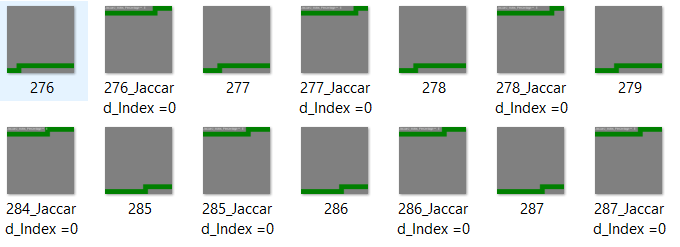 276
276_Jaccar
d_Index =0
277
277_Jaccar
d_Index =0
278
278_Jaccar
d_Index =0
279
284_Jaccar
d_Index =0
285
285_Jaccar
d_Index =0
286
286_Jaccar
d_Index =0
287
287_Jaccar
d_Index =0